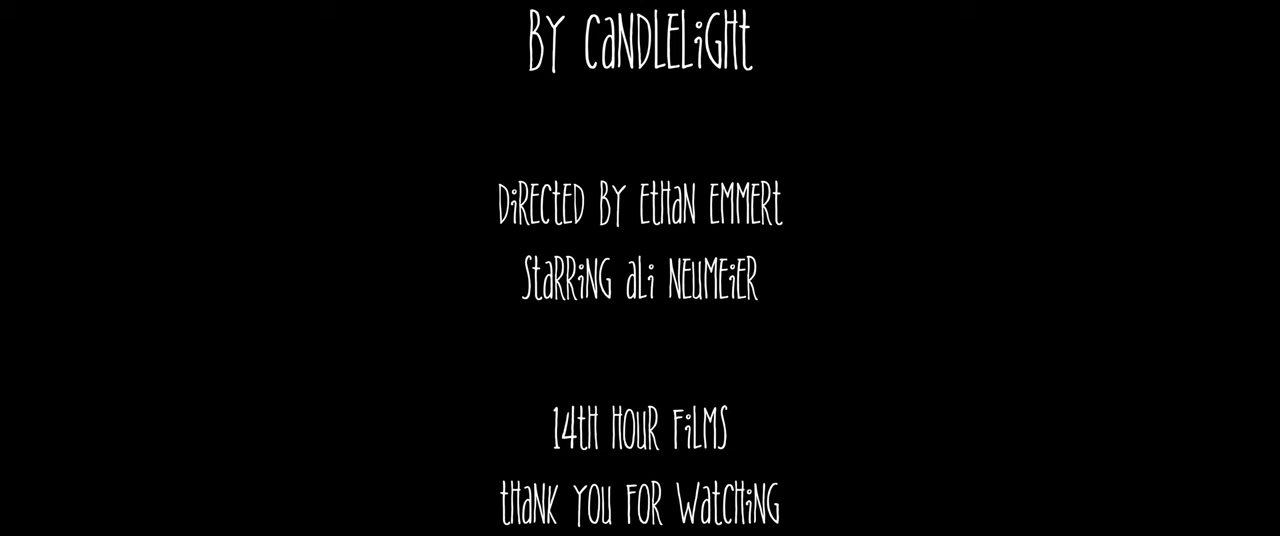 BY CaNDLELiGHt
DiRECtED BY EtHaN EMMERt
StaRRiNG aLi NEUMEiER
14tH HOUR FiLMS
tHaNK YOU FOR WatCHiNG